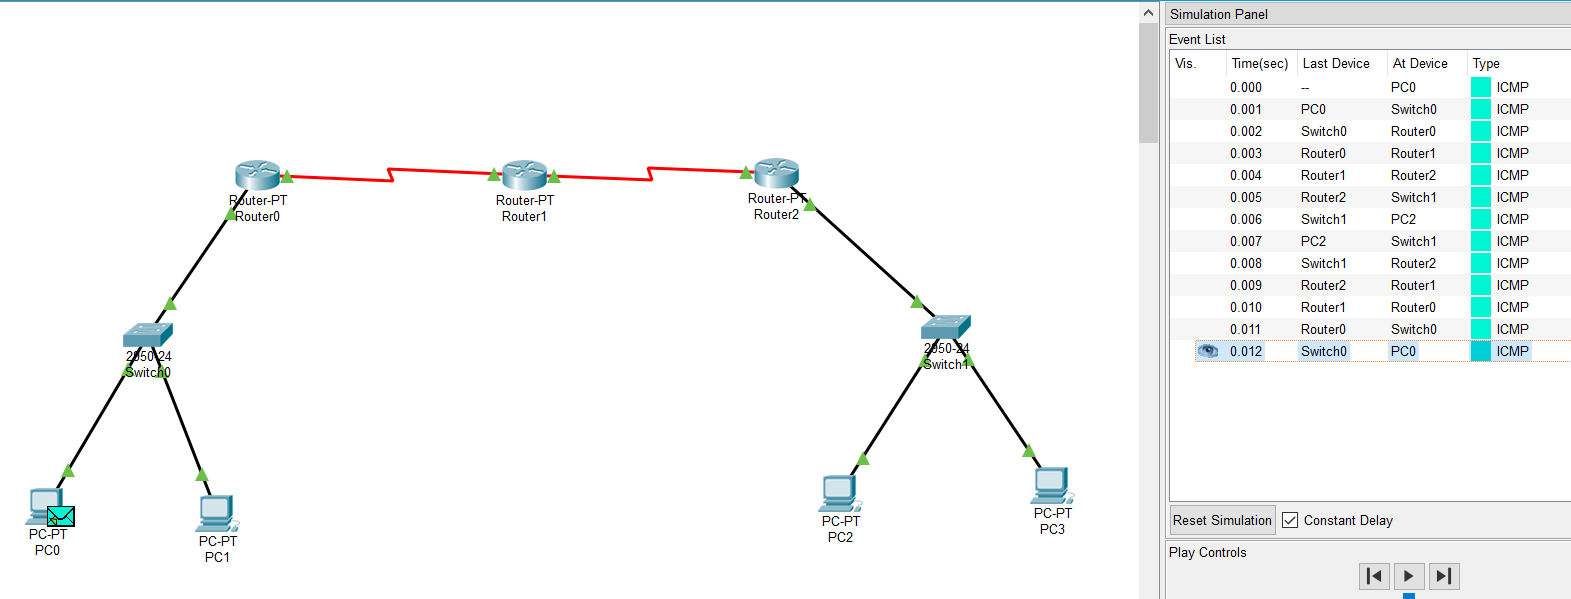 Simulation Panel
Event List
Vis. Time(sec) Last Device At Device Type
0.000 -- PC0 ICMP
0.001 PC0 Switch0 ICMP
0.002 Switch0 Router0 ICMP
0.003 Router0 Router1 ICMP
0.004 Router1 Router2 ICMP
0.005 Router2 Switch1 ICMP
0.006 Switch1 PC2 ICMP
0.007 PC2 Switch1 ICMP
0.008 Switch1 Router2 ICMP
0.009 Router2 Router1 ICMP
0.010 Router1 Router0 ICMP
0.011 Router0 Switch0 ICMP
0.012 Switch0 PC0 ICMP
Reset Simulation Constant Delay
Play Controls
Router-PT
Router0
Router-PT
Router1
Router-PT
Router2
2950-24
Switch0
2950-24
Switch1
PC-PT
PC0
PC-PT
PC1
PC-PT
PC2
PC-PT
PC3